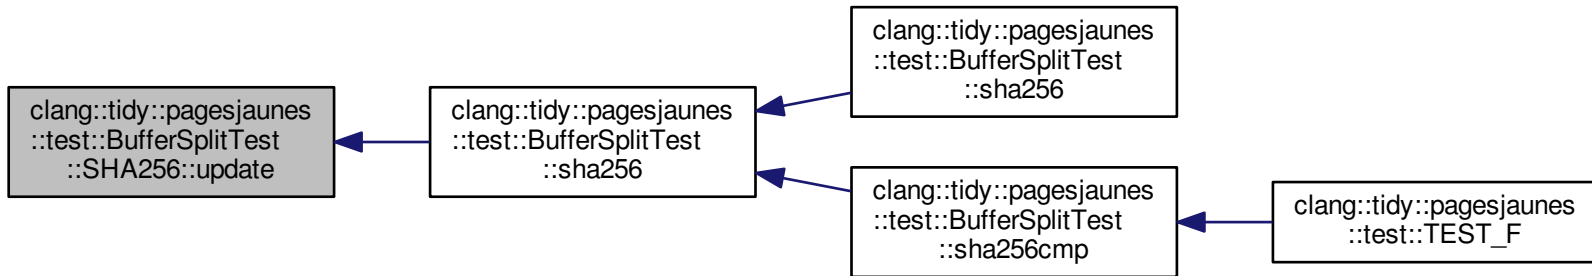 clang::tidy::pagesjaunes
::test::BufferSplitTest
::SHA256::update
clang::tidy::pagesjaunes
::test::BufferSplitTest
::sha256
clang::tidy::pagesjaunes
::test::BufferSplitTest
::sha256
clang::tidy::pagesjaunes
::test::BufferSplitTest
::sha256cmp
clang::tidy::pagesjaunes
::test::TEST_F